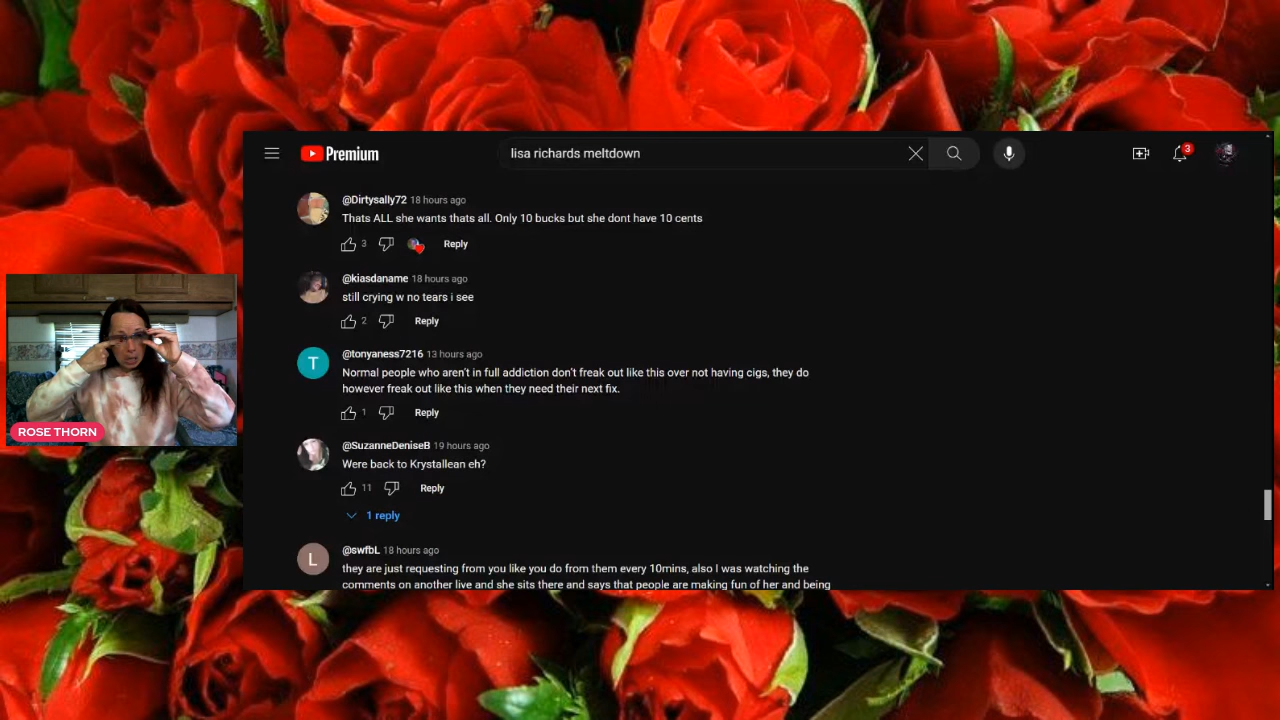 Premium
lisa richards meltdown
3
@Dirtysally72 18 hours ago
Thats ALL she wants thats all. Only 10 bucks but she dont have 10 cents
3
Reply
@kiasdaname 18 hours ago
still crying w no tears i see
2
Reply
T
@tonyaness7216 13 hours ago
Normal people who aren't in full addiction don't freak out like this over not having cigs, they do
however freak out like this when they need their next fix.
1
Reply
ROSE THORN
@SuzanneDeniseB 19 hours ago
Were back to Krystallean eh?
11
Reply
1 reply
L
@swfbL 18 hours ago
they are just requesting from you like you do from them every 10mins, also I was watching the
comments on another live and she sits there and says that people are making fun of her and being